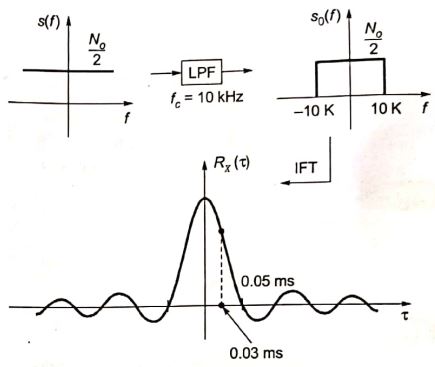 s(f)
N₀
2
f
LPF
f_c = 10 kHz
s₀(f)
N₀
2
−10 K
10 K
f
IFT
R_X (τ)
0.05 ms
τ
0.03 ms